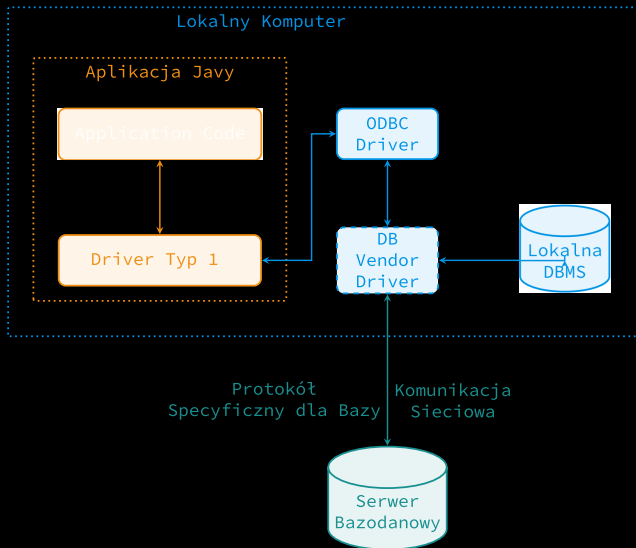 Lokalny Komputer
Aplikacja Javy
Application Code
ODBC
Driver
Driver Typ 1
DB
Vendor
Driver
Lokalna
DBMS
Protokół
Specyficzny dla Bazy
Komunikacja
Sieciowa
Serwer
Bazodanowy